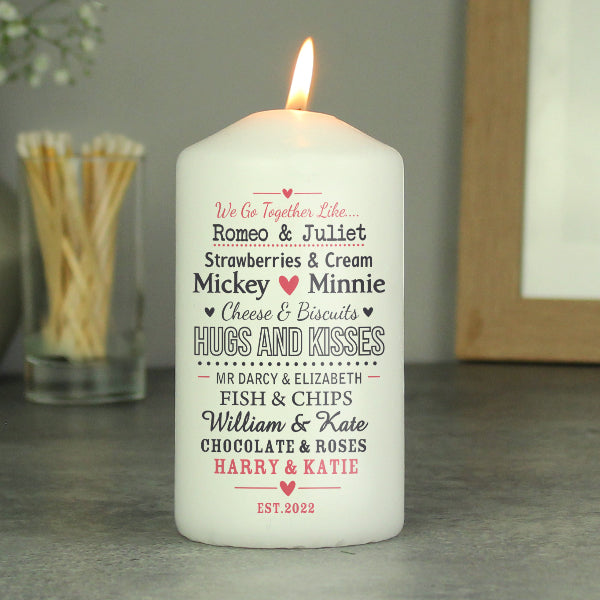 We Go Together Like....
Romeo & Juliet
Strawberries & Cream
Mickey ♥ Minnie
♥ Cheese & Biscuits ♥
HUGS AND KISSES
MR DARCY & ELIZABETH
FISH & CHIPS
William & Kate
CHOCOLATE & ROSES
HARRY & KATIE
EST.2022